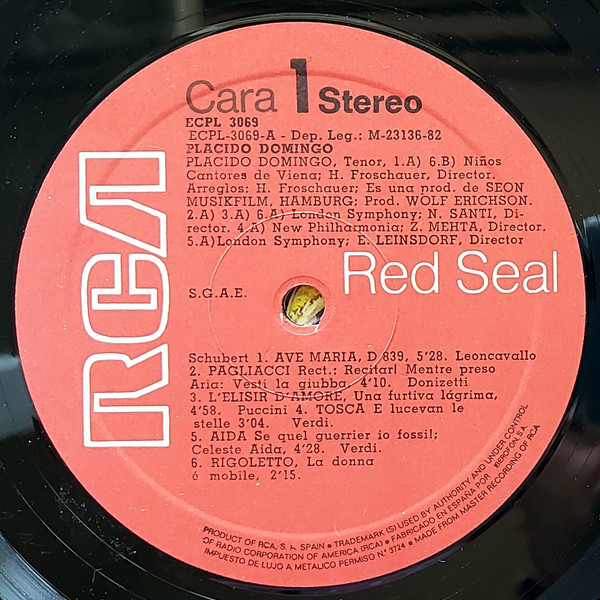 Cara 1 Stereo
ECPL 3069
ECPL-3069-A - Dep. Leg.: M-23136-82
PLACIDO DOMINGO
PLACIDO DOMINGO, Tenor, 1.A) 6.B) Niños
Cantores de Viena; H. Froschauer, Director.
Arreglos: H. Froschauer; Es una prod. de SEON
MUSIKFILM, HAMBURG; Prod. WOLF ERICHSON.
2.A) 3.A) 6.A) London Symphony; N. SANTI, Di-
rector. 4.A) New Philharmonia; Z. MEHTA, Director.
5.A) London Symphony; E. LEINSDORF, Director
RCA
Red Seal
S.G.A.E.
Schubert 1. AVE MARIA, D 839, 5'28. Leoncavallo
2. PAGLIACCI Rect.: Recitar! Mentre preso
Aria: Vesti la giubba, 4'10. Donizetti
3. L'ELISIR D'AMORE, Una furtiva lágrima,
4'58. Puccini 4. TOSCA E lucevan le
stelle 3'04. Verdi.
5. AIDA Se quel guerrier io fossi!;
Celeste Aida, 4'28. Verdi.
6. RIGOLETTO, La donna
é mobile, 2'15.
PRODUCT OF RCA, S. A. SPAIN • TRADEMARK (S) USED BY AUTHORITY AND UNDER CONTROL
OF RADIO CORPORATION OF AMERICA (RCA) • FABRICADO EN ESPAÑA POR IBEROFON, S.A.
IMPUESTO DE LUJO A METALICO PERMISO N° 3724 • MADE FROM MASTER RECORDING OF RCA